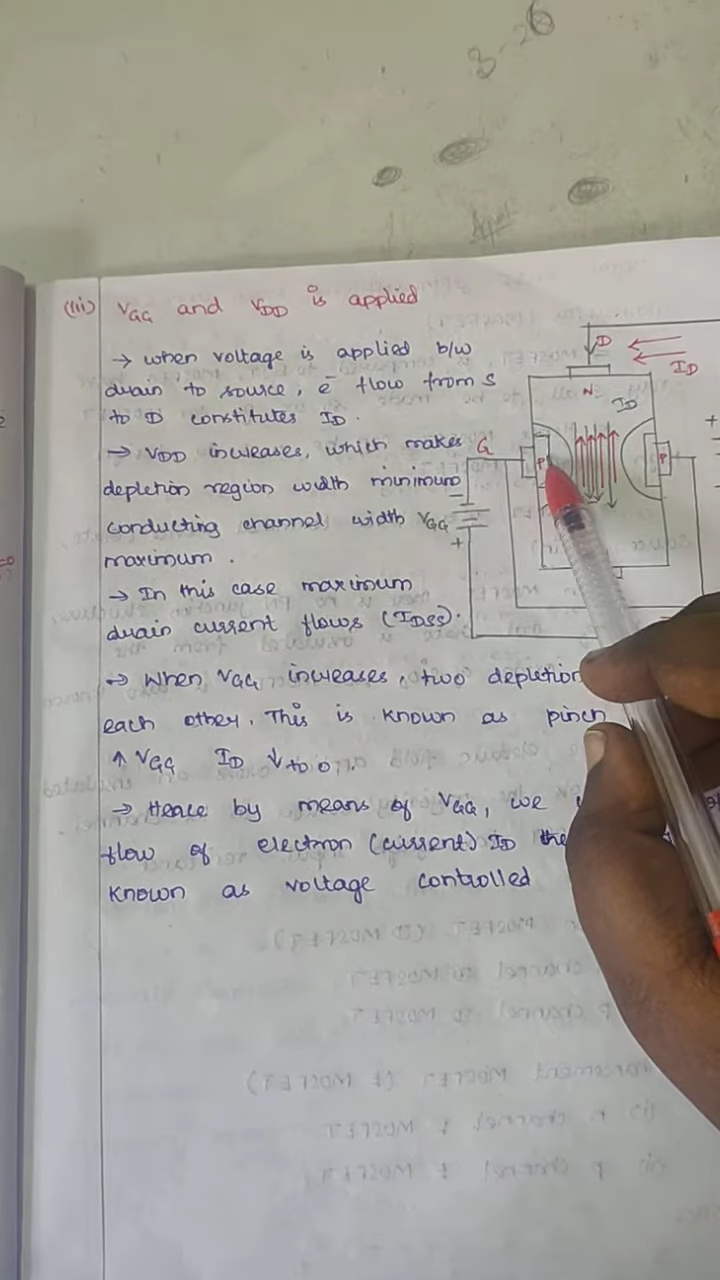 3-26
(iii) VGG and VDD is applied
→ when voltage is applied b/w
drain to source, e⁻ flow from S
to D constitutes ID.
→ VDD increases, which makes
depletion region width minimum
conducting channel width
maximum.
→ In this case maximum
drain current flows (IDSS).
→ When VGG increases, two depletion
each other. This is known as pinch
↑ VGG ID ↓ to 0
→ Hence by means of VGG, we
flow of electron (current) ID the
known as voltage controlled
D
ID
N
ID
G
P
P
VGG
+
+